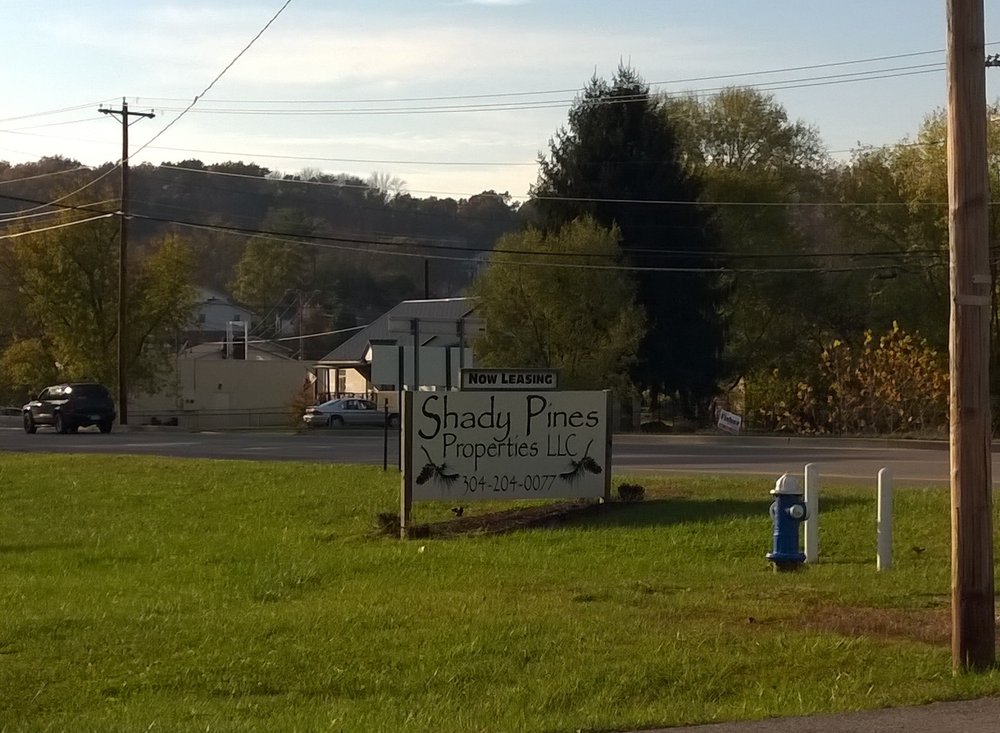 Now Leasing
Shady Pines
Properties LLC
304-204-0077